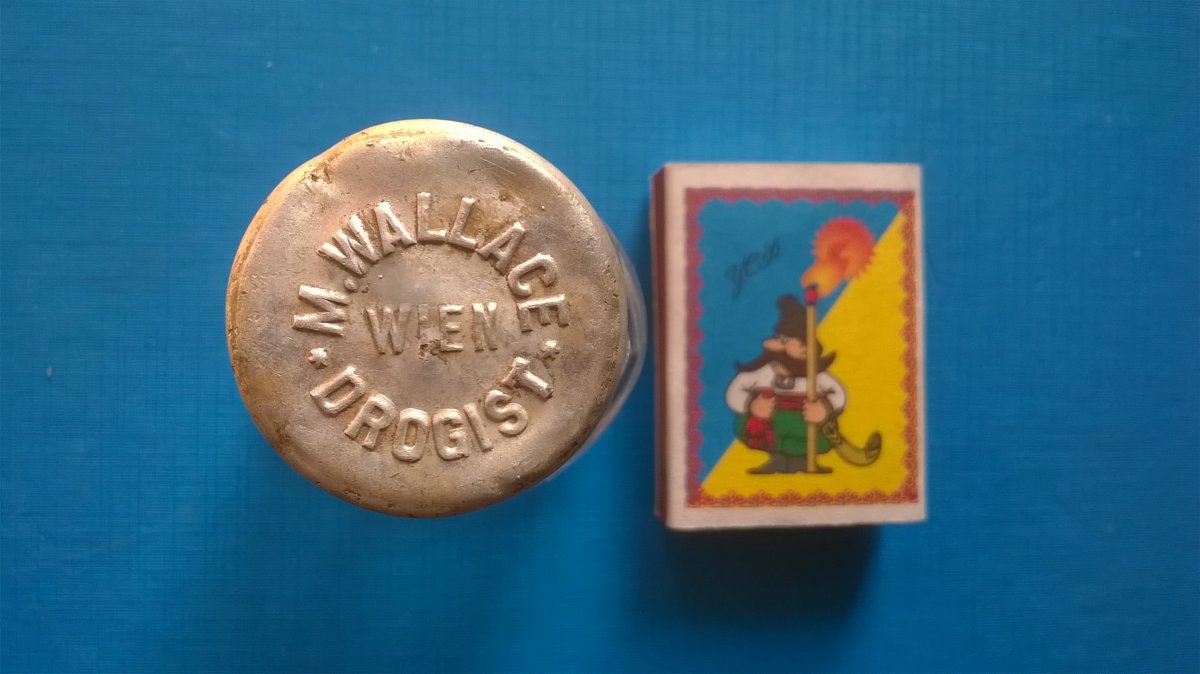 M. WALLACE
WIEN
* DROGIST *